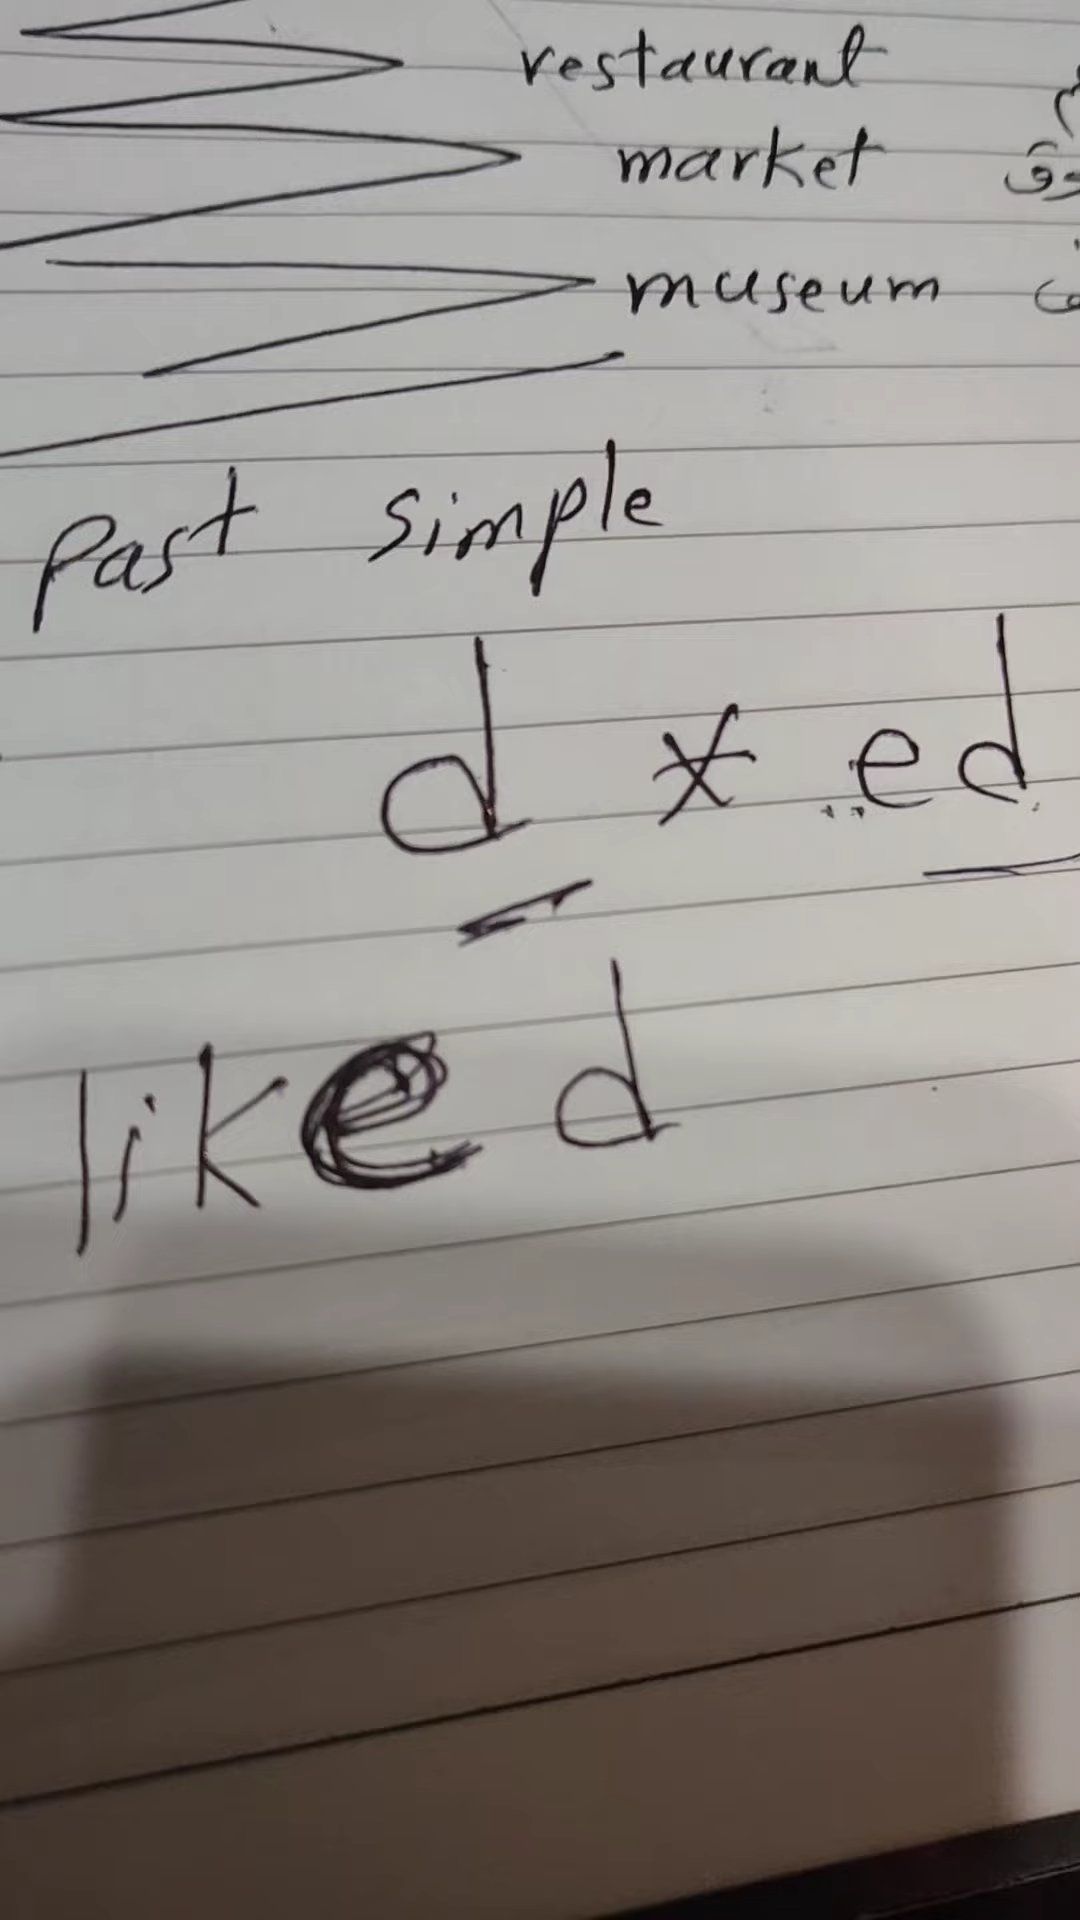 restaurant
market
museum
Past simple
d * ed
liked